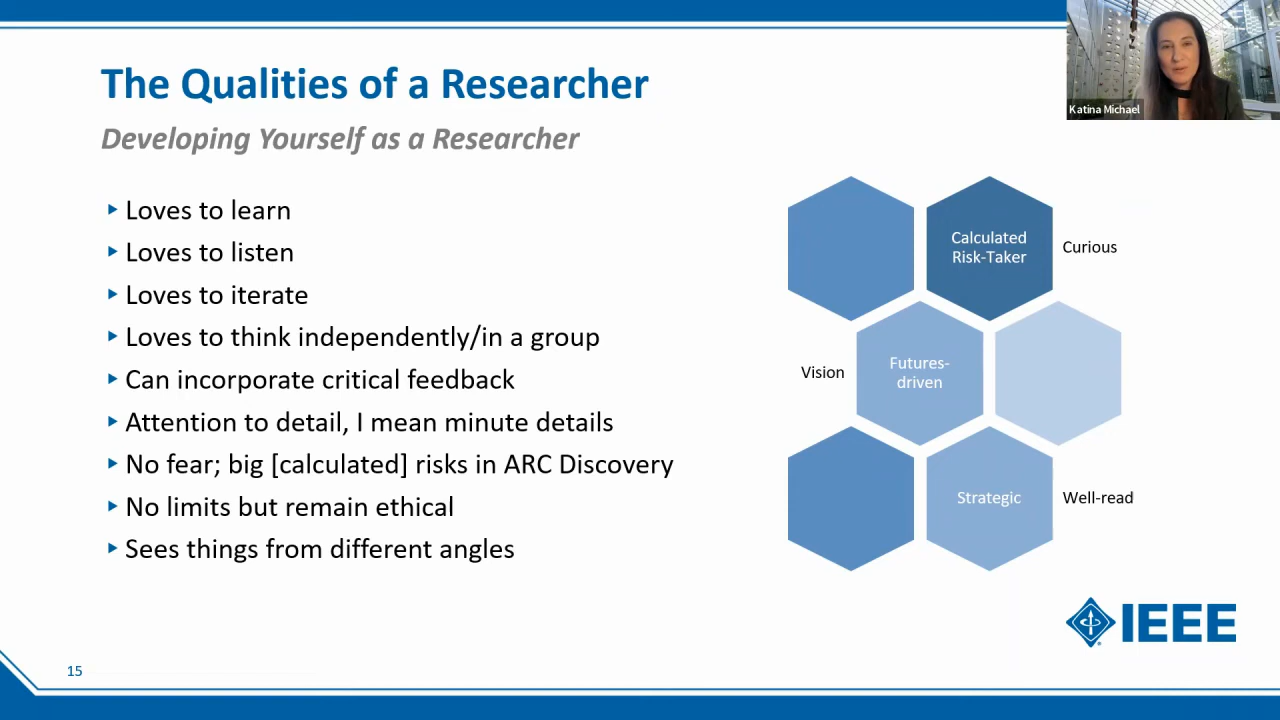 The Qualities of a Researcher
Developing Yourself as a Researcher
Loves to learn
Loves to listen
Loves to iterate
Loves to think independently/in a group
Can incorporate critical feedback
Attention to detail, I mean minute details
No fear; big [calculated] risks in ARC Discovery
No limits but remain ethical
Sees things from different angles
Calculated
Risk-Taker
Curious
Vision
Futures-
driven
Strategic
Well-read
Katina Michael
IEEE
15